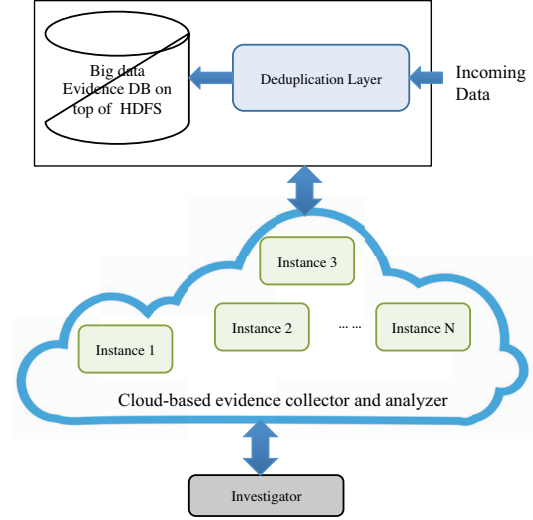 Big data
Evidence DB on
top of HDFS
Deduplication Layer
Incoming
Data
Instance 3
Instance 2
... ...
Instance N
Instance 1
Cloud-based evidence collector and analyzer
Investigator